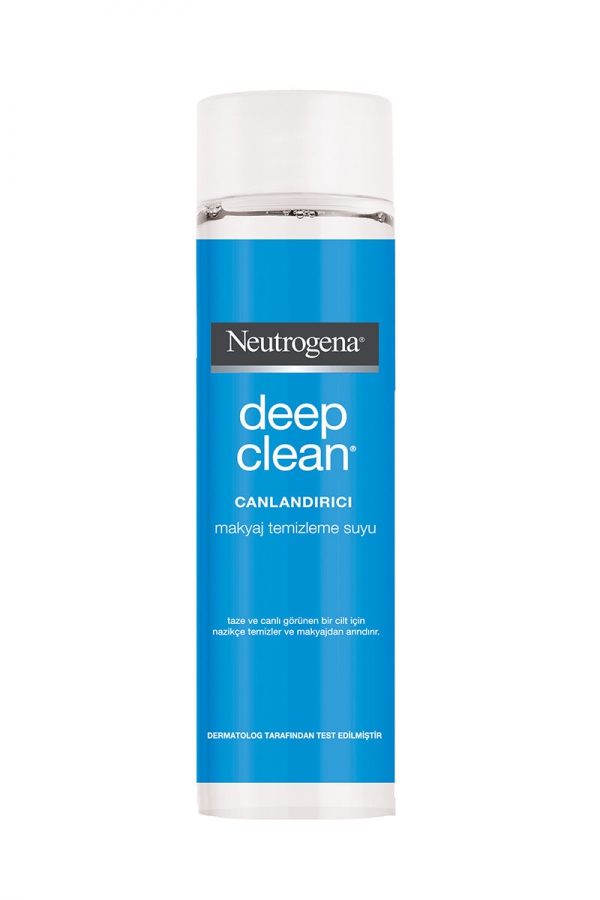 Neutrogena®
deep
clean®
CANLANDIRICI
makyaj temizleme suyu
taze ve canlı görünen bir cilt için
nazikçe temizler ve makyajdan arındırır.
DERMATOLOG TARAFINDAN TEST EDİLMİŞTİR